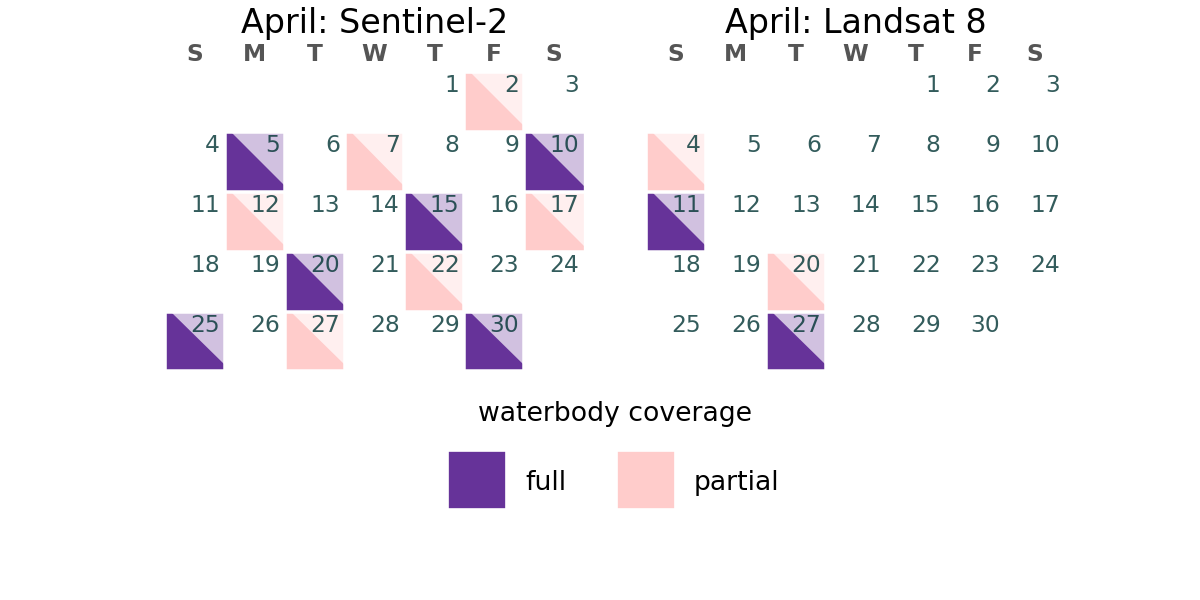 April: Sentinel-2
S M T W T F S
1 2 3
4 5 6 7 8 9 10
11 12 13 14 15 16 17
18 19 20 21 22 23 24
25 26 27 28 29 30
April: Landsat 8
S M T W T F S
1 2 3
4 5 6 7 8 9 10
11 12 13 14 15 16 17
18 19 20 21 22 23 24
25 26 27 28 29 30
waterbody coverage
full
partial